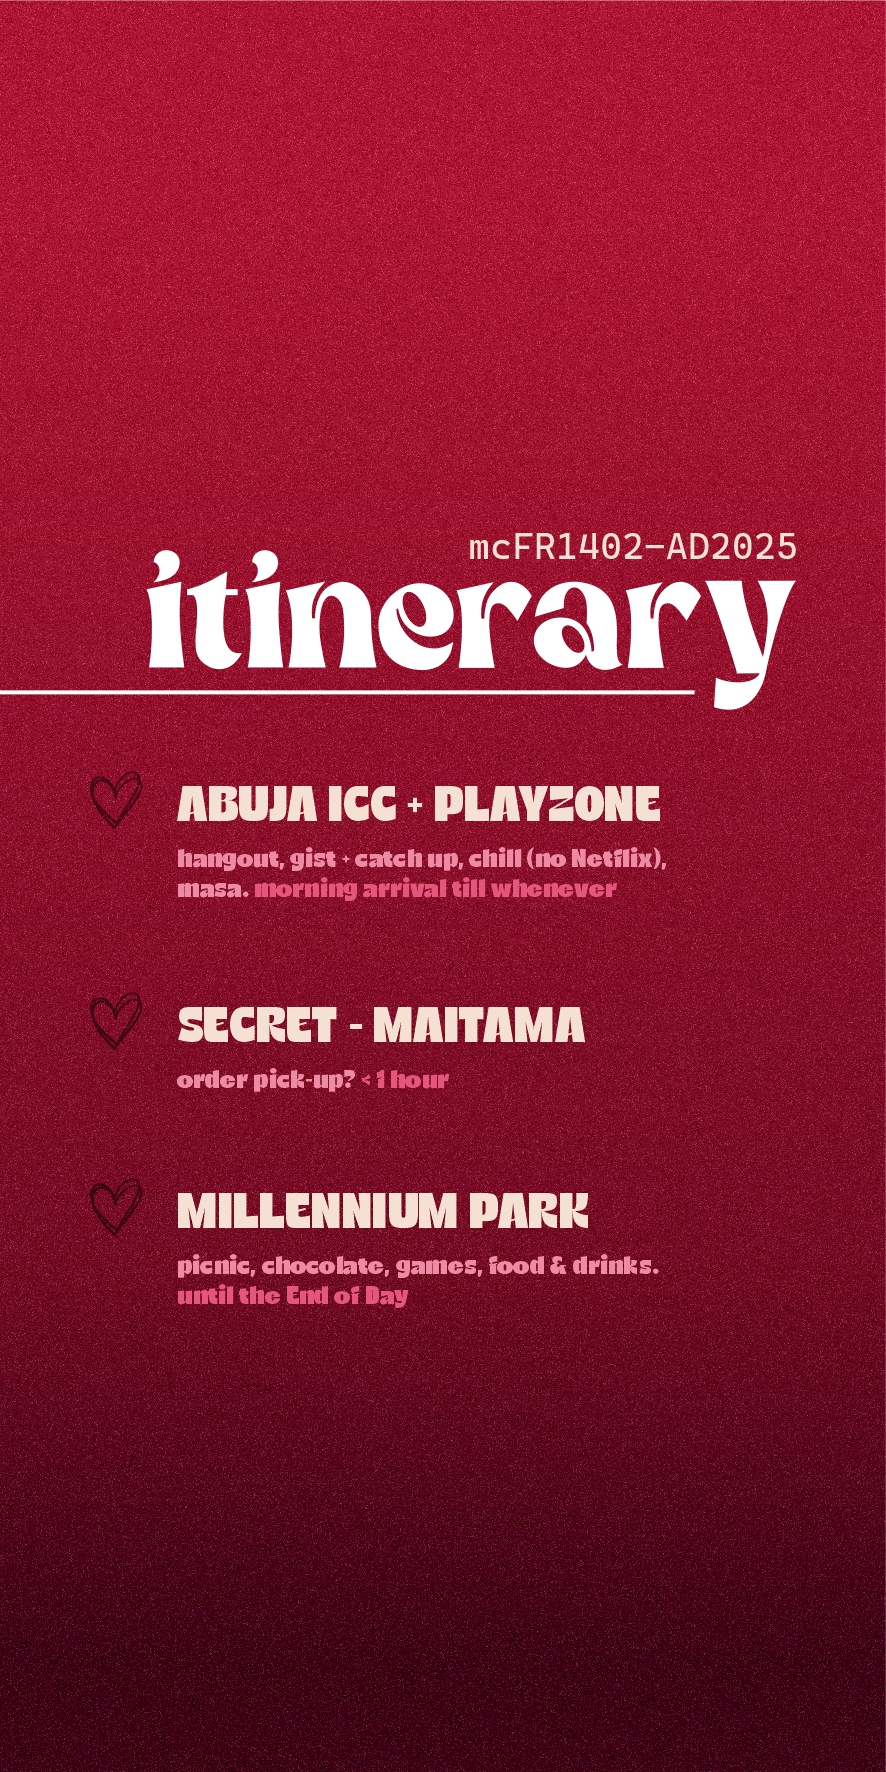 mcFR1402-AD2025
itinerary
ABUJA ICC + PLAYZONE
hangout, gist + catch up, chill (no Netflix),
masa. morning arrival till whenever
SECRET - MAITAMA
order pick-up? < 1 hour
MILLENNIUM PARK
picnic, chocolate, games, food & drinks.
until the End of Day